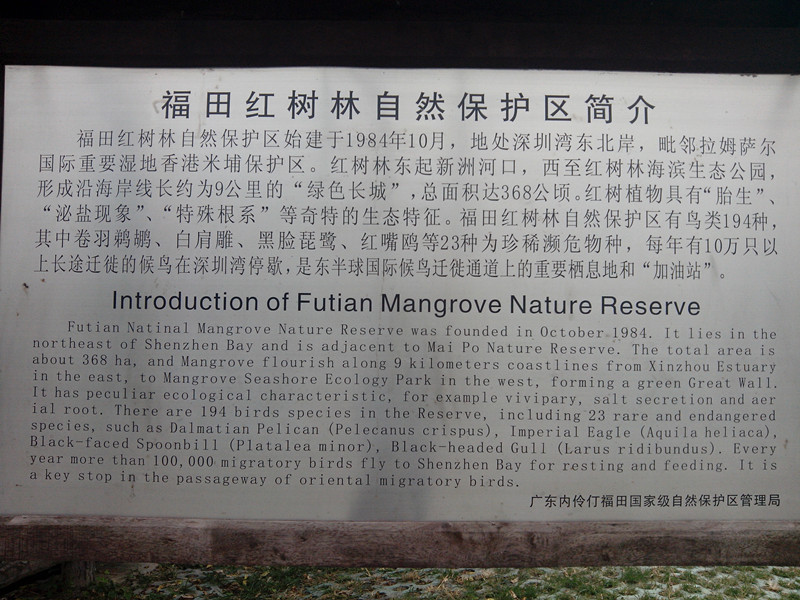 福田红树林自然保护区简介
福田红树林自然保护区始建于1984年10月，地处深圳湾东北岸，毗邻拉姆萨尔
国际重要湿地香港米埔保护区。红树林东起新洲河口，西至红树林海滨生态公园，
形成沿海岸线长约为9公里的“绿色长城”，总面积达368公顷。红树植物具有“胎生”、
“泌盐现象”、“特殊根系”等奇特的生态特征。福田红树林自然保护区有鸟类194种，
其中卷羽鹈鹕、白肩雕、黑脸琵鹭、红嘴鸥等23种为珍稀濒危物种，每年有10万只以
上长途迁徙的候鸟在深圳湾停歇，是东半球国际候鸟迁徙通道上的重要栖息地和“加油站”。
Introduction of Futian Mangrove Nature Reserve
Futian Natinal Mangrove Nature Reserve was founded in October 1984. It lies in the
northeast of Shenzhen Bay and is adjacent to Mai Po Nature Reserve. The total area is
about 368 ha, and Mangrove flourish along 9 kilometers coastlines from Xinzhou Estuary
in the east, to Mangrove Seashore Ecology Park in the west, forming a green Great Wall.
It has peculiar ecological characteristic, for example vivipary, salt secretion and aer
ial root. There are 194 birds species in the Reserve, including 23 rare and endangered
species, such as Dalmatian Pelican (Pelecanus crispus), Imperial Eagle (Aquila heliaca),
Black-faced Spoonbill (Platalea minor), Black-headed Gull (Larus ridibundus). Every
year more than 100,000 migratory birds fly to Shenzhen Bay for resting and feeding. It is
a key stop in the passageway of oriental migratory birds.
广东内伶仃福田国家级自然保护区管理局